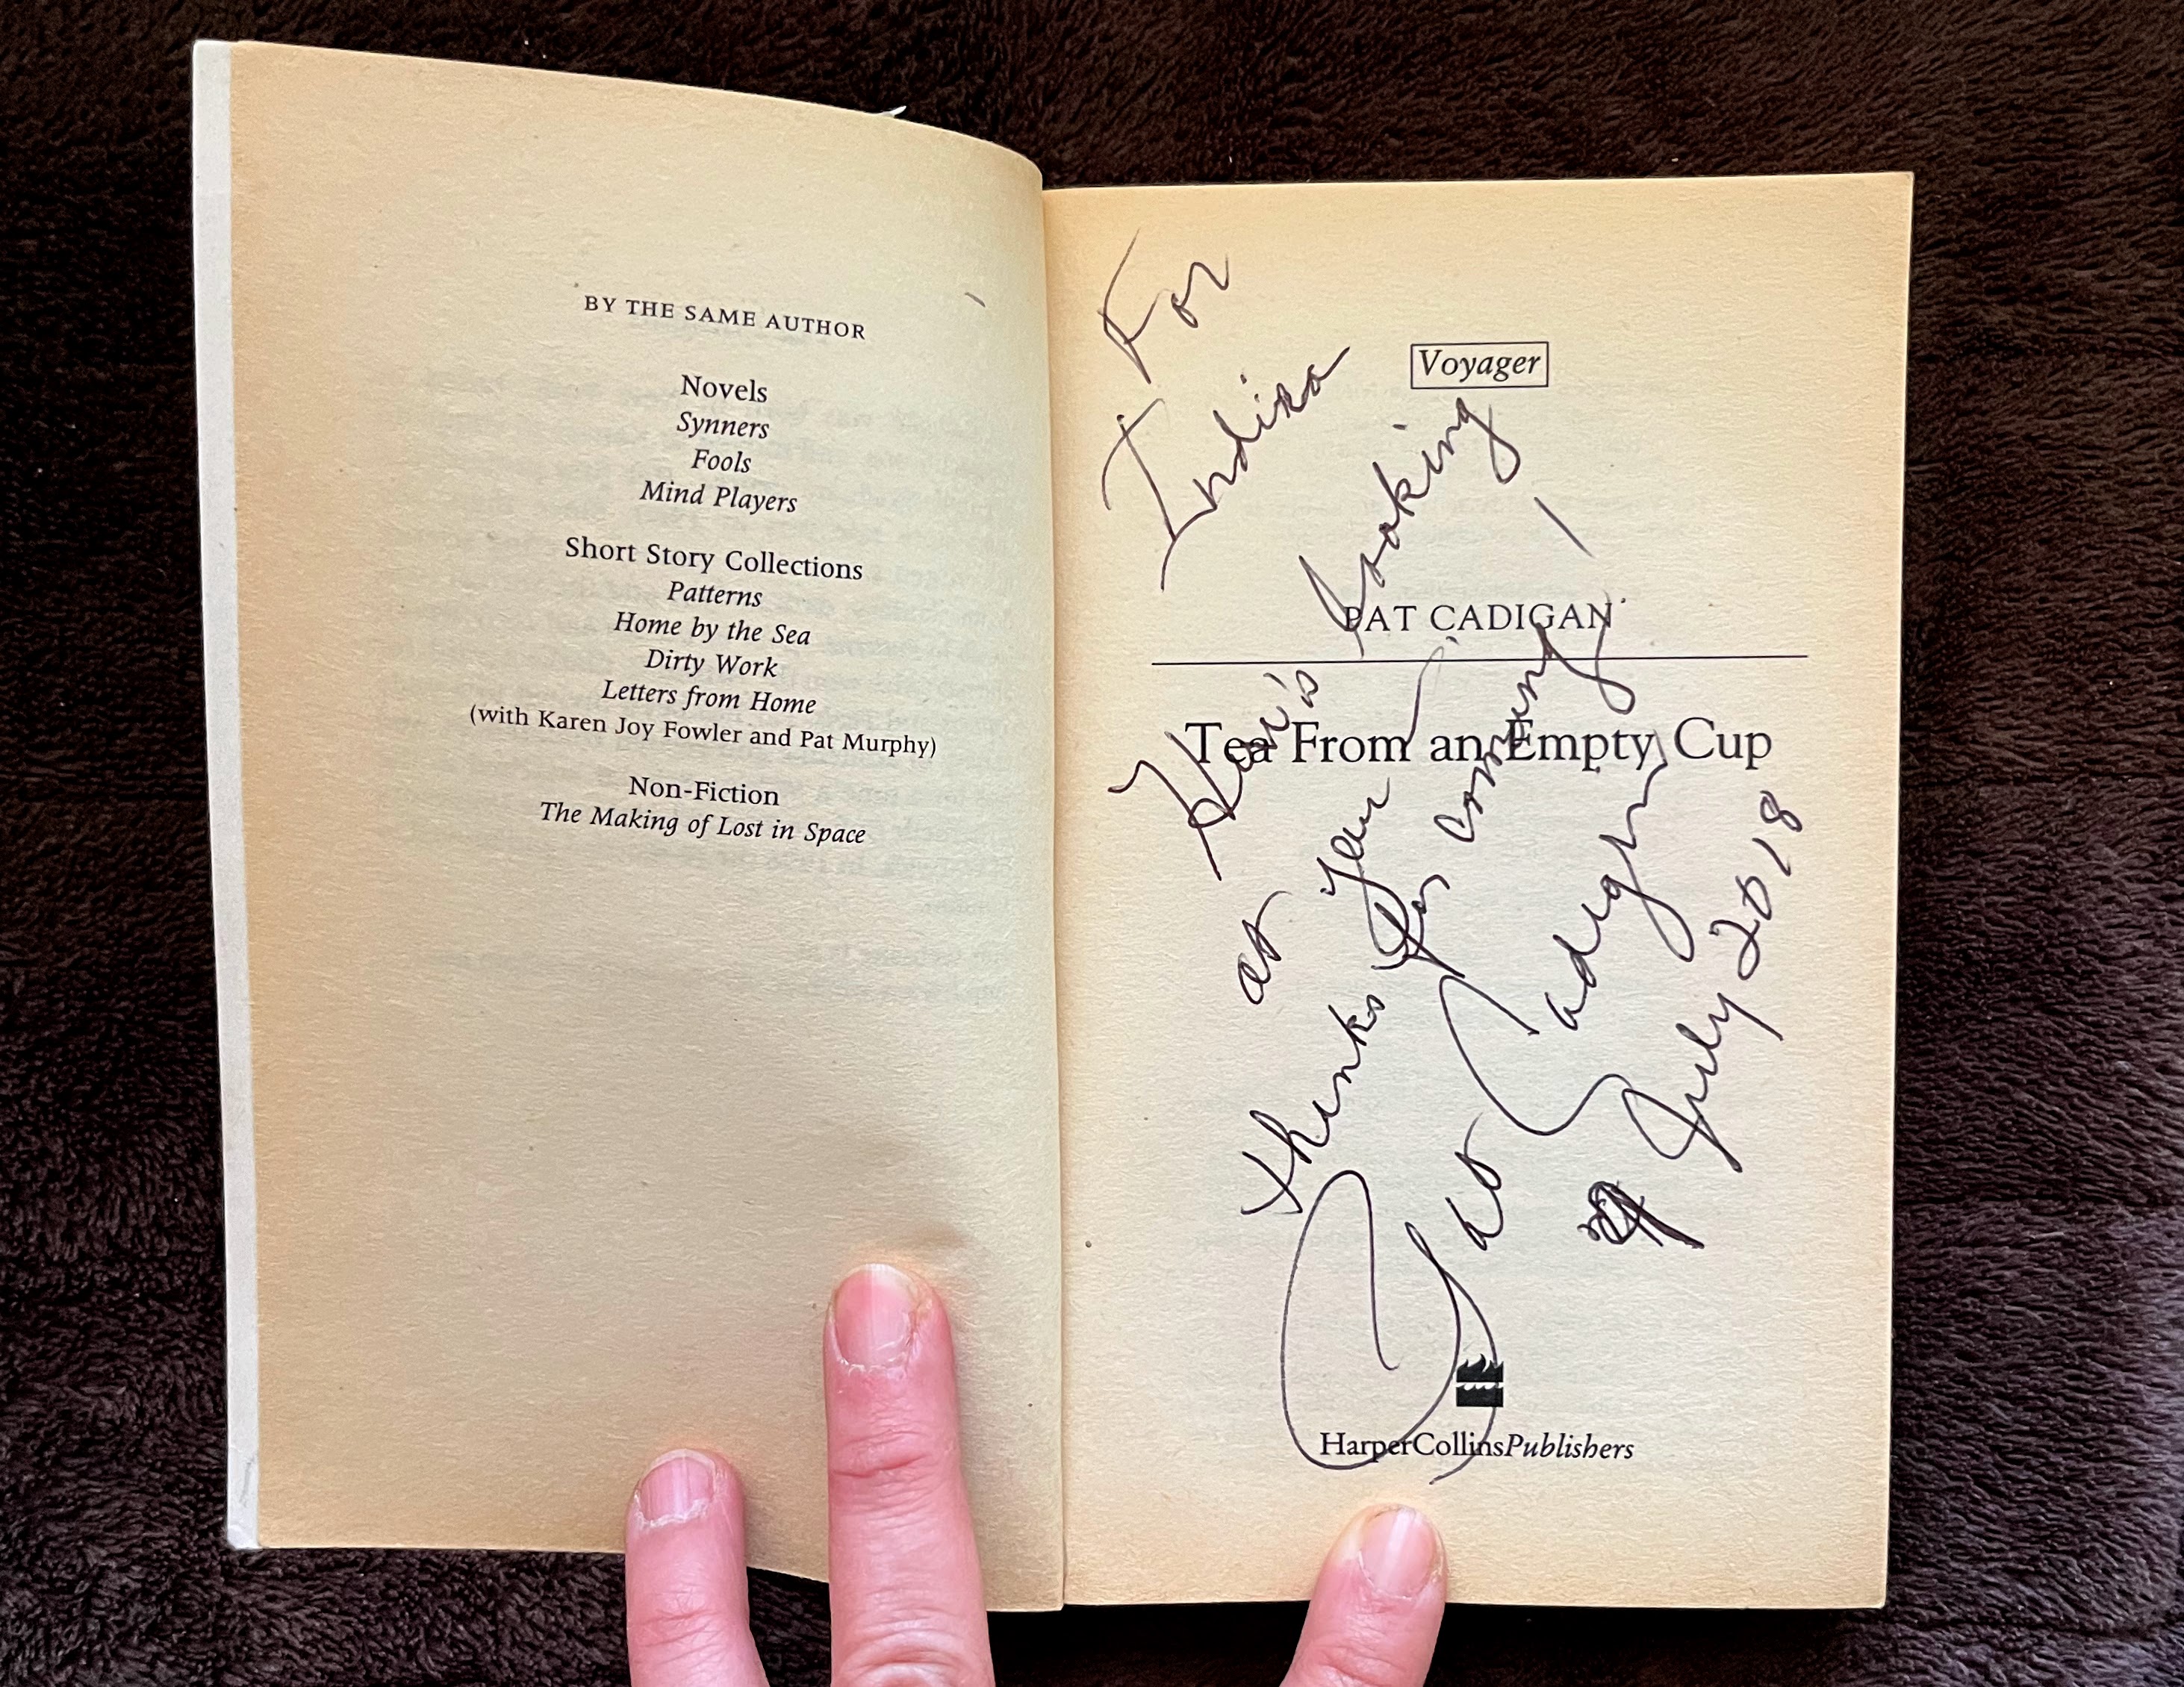 BY THE SAME AUTHOR
Novels
Synners
Fools
Mind Players
Short Story Collections
Patterns
Home by the Sea
Dirty Work
Letters from Home
(with Karen Joy Fowler and Pat Murphy)
Non-Fiction
The Making of Lost in Space
Voyager
PAT CADIGAN
Tea From an Empty Cup
HarperCollinsPublishers
For
Indira
Here's looking
at you
thanks for coming!
Pat Cadigan
July 2018